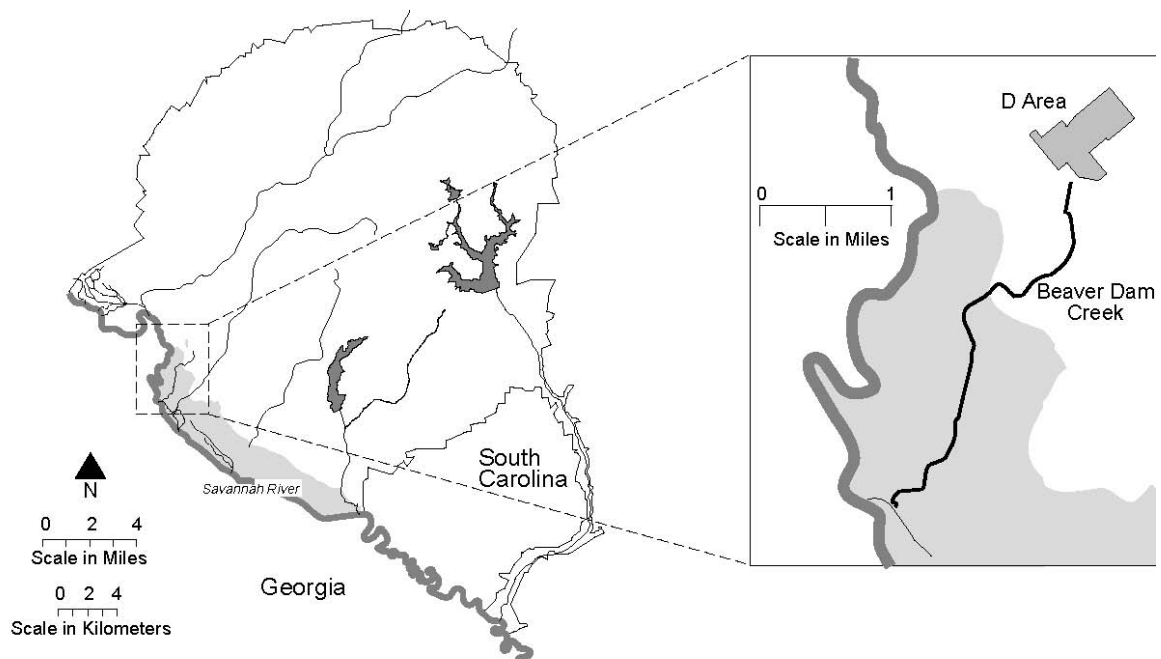 D Area
0 1
Scale in Miles
Beaver Dam
Creek
South
Carolina
Savannah River
N
0 2 4
Scale in Miles
Georgia
0 2 4
Scale in Kilometers